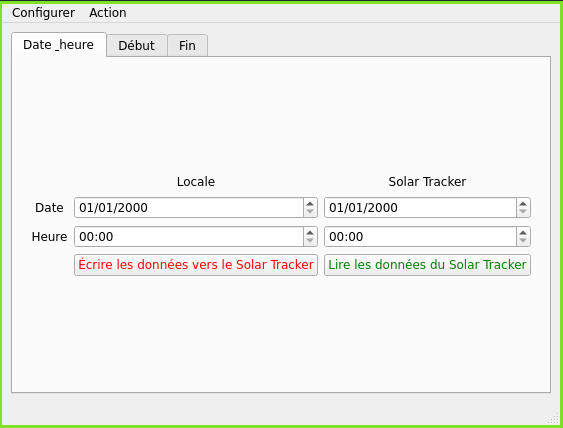 Configurer Action
Date _heure Début Fin
Locale Solar Tracker
Date 01/01/2000 01/01/2000
Heure 00:00 00:00
Écrire les données vers le Solar Tracker Lire les données du Solar Tracker